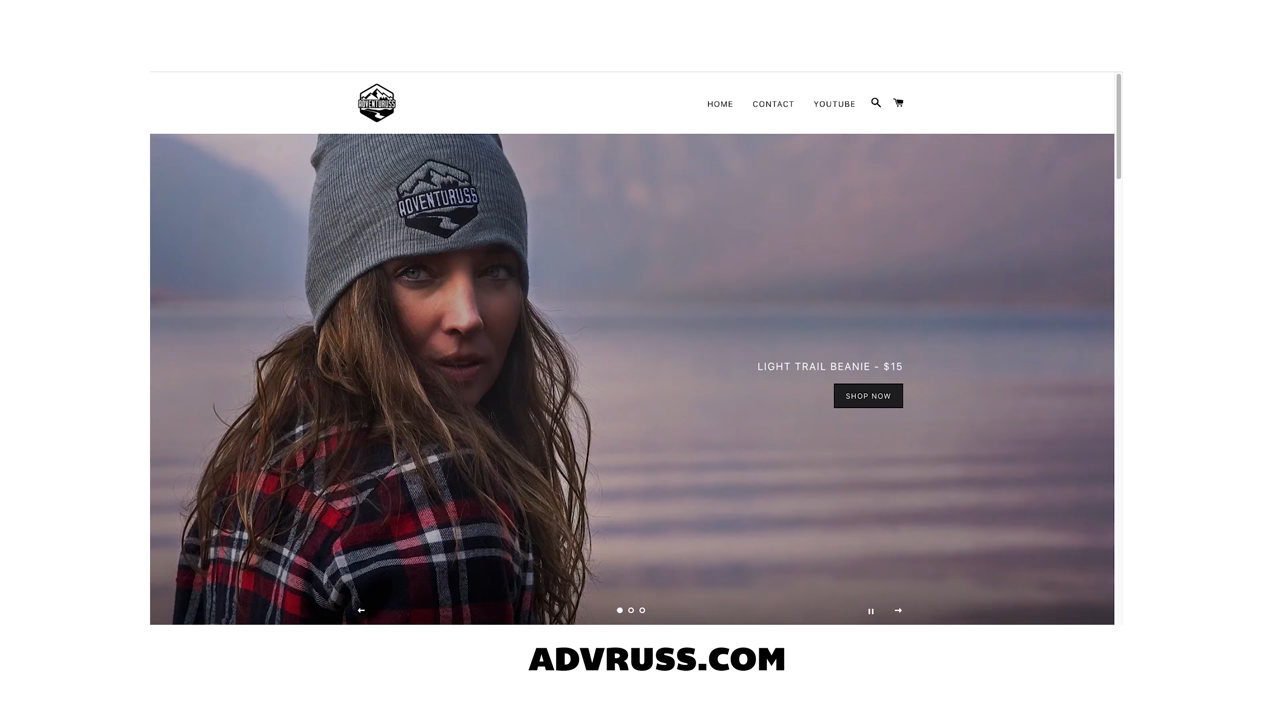 ADVENTURUSS
HOME CONTACT YOUTUBE
ADVENTURUSS
LIGHT TRAIL BEANIE - $15
SHOP NOW
ADVRUSS.COM